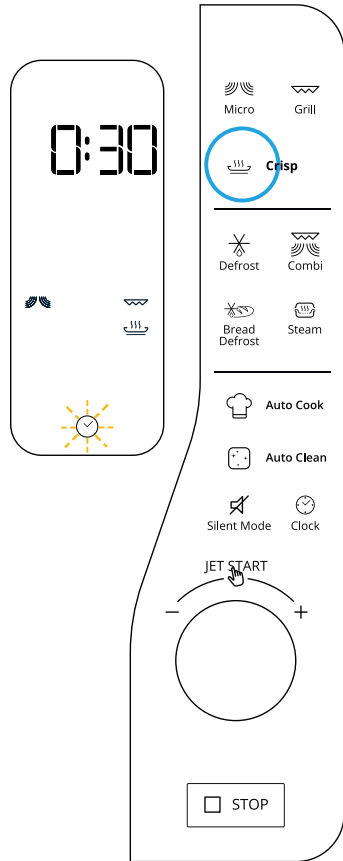 0:30
Micro Grill
Crisp
Defrost Combi
Bread Steam
Defrost
Auto Cook
Auto Clean
Silent Mode Clock
JET START
− +
STOP